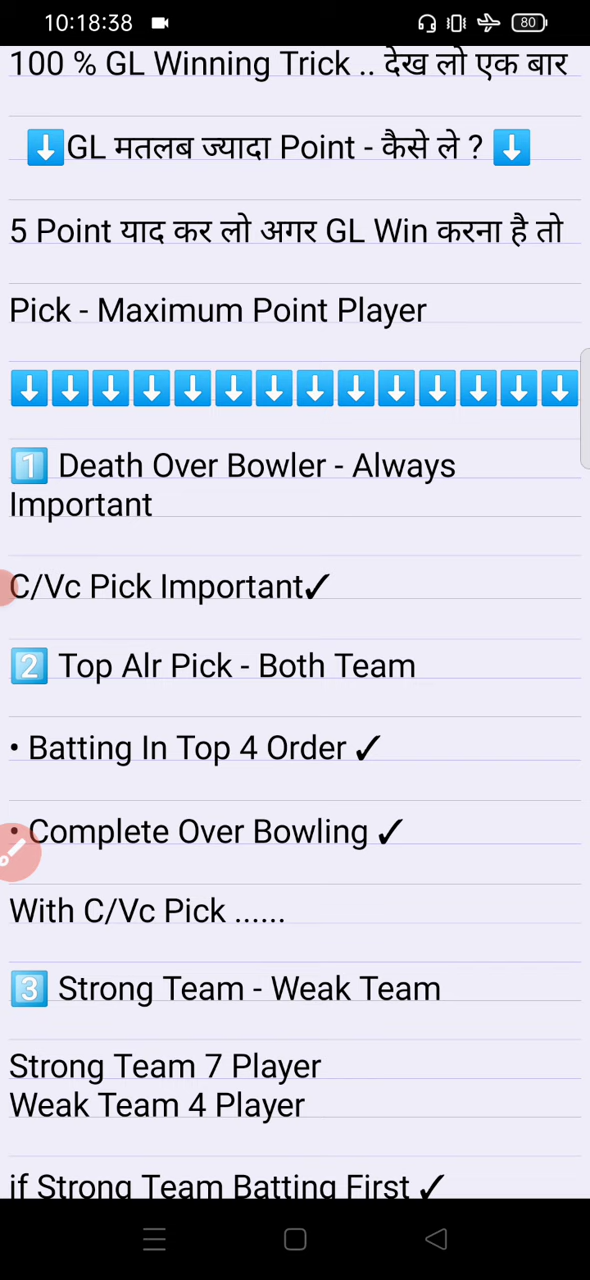 10:18:38
80
100 % GL Winning Trick .. देख लो एक बार
⬇️GL मतलब ज्यादा Point - कैसे ले ? ⬇️
5 Point याद कर लो अगर GL Win करना है तो
Pick - Maximum Point Player
⬇️⬇️⬇️⬇️⬇️⬇️⬇️⬇️⬇️⬇️⬇️⬇️⬇️⬇️
1️⃣ Death Over Bowler - Always
Important
C/Vc Pick Important✓
2️⃣ Top Alr Pick - Both Team
• Batting In Top 4 Order ✓
• Complete Over Bowling ✓
With C/Vc Pick ......
3️⃣ Strong Team - Weak Team
Strong Team 7 Player
Weak Team 4 Player
if Strong Team Batting First ✓